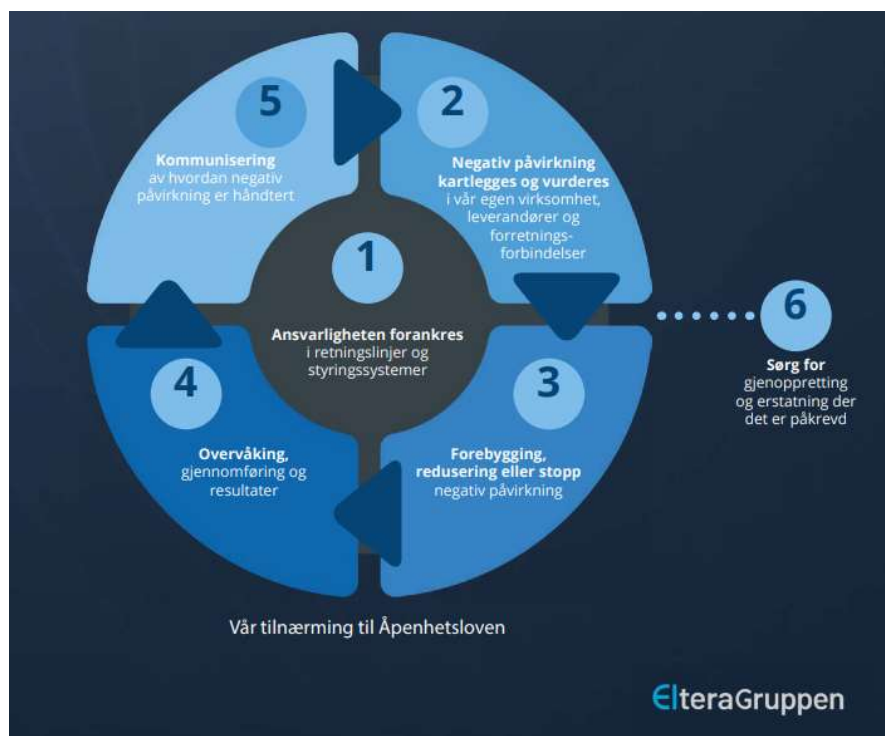 1
Ansvarligheten forankres
i retningslinjer og
styringssystemer
2
Negativ påvirkning
kartlegges og vurderes
i vår egen virksomhet,
leverandører og
forretnings-
forbindelser
3
Forebygging,
redusering eller stopp
negativ påvirkning
4
Overvåking,
gjennomføring og
resultater
5
Kommunisering
av hvordan negativ
påvirkning er håndtert
6
Sørg for
gjenoppretting
og erstatning der
det er påkrevd
Vår tilnærming til Åpenhetsloven
ElteraGruppen